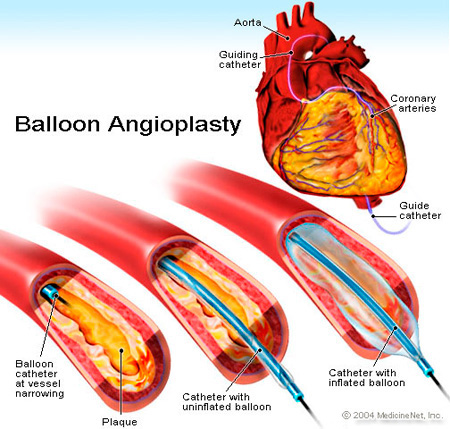 Aorta
Guiding
catheter
Coronary
arteries
Balloon Angioplasty
Guide
catheter
Balloon
catheter
at vessel
narrowing
Plaque
Catheter with
uninflated balloon
Catheter with
inflated balloon
© 2004 MedicineNet, Inc.